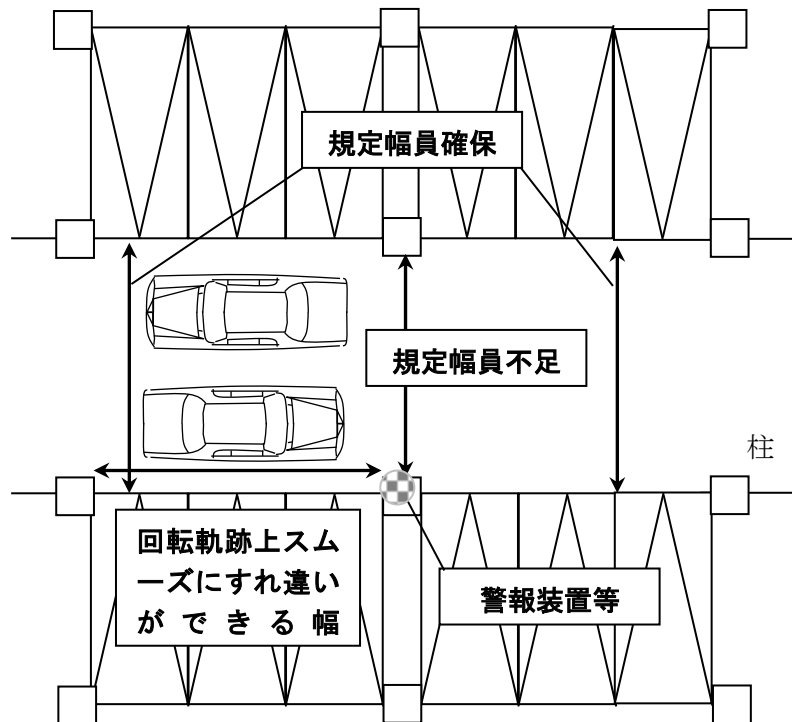 規定幅員確保
規定幅員不足
柱
回転軌跡上スム
ーズにすれ違い
ができる幅
警報装置等